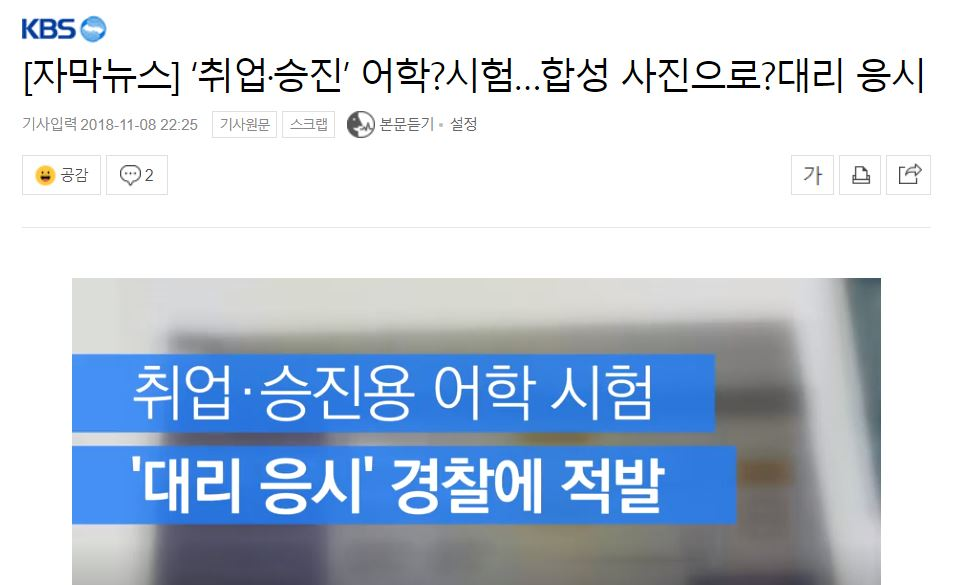 KBS
[자막뉴스] ‘취업·승진’ 어학?시험…합성 사진으로?대리 응시
기사입력 2018-11-08 22:25 기사원문 스크랩 본문듣기 · 설정
공감 2 가
취업·승진용 어학 시험
'대리 응시' 경찰에 적발